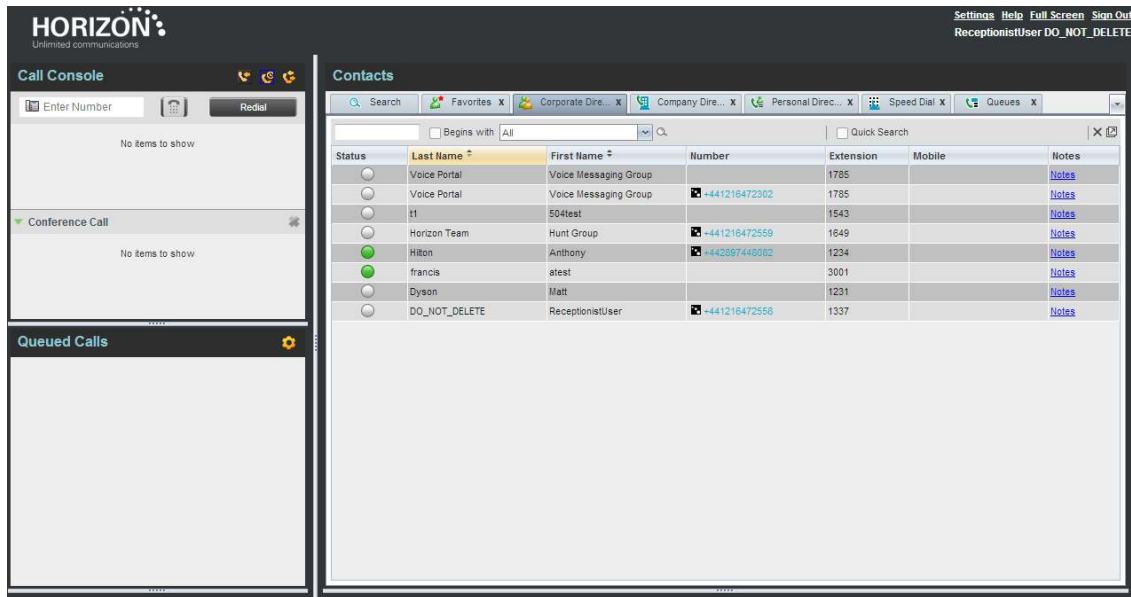 HORIZON
Unlimited communications
Settings Help Full Screen Sign Out
ReceptionistUser DO_NOT_DELETE
Call Console
Enter Number Redial
No items to show
Conference Call
No items to show
Queued Calls
Contacts
Search Favorites X Corporate Dire... X Company Dire... X Personal Direc... X Speed Dial X Queues X
Begins with All Quick Search
Status Last Name First Name Number Extension Mobile Notes
Voice Portal Voice Messaging Group 1785 Notes
Voice Portal Voice Messaging Group +441216472302 1785 Notes
t1 504test 1543 Notes
Horizon Team Hunt Group +441216472559 1649 Notes
Hilton Anthony +442897448082 1234 Notes
francis atest 3001 Notes
Dyson Matt 1231 Notes
DO_NOT_DELETE ReceptionistUser +441216472558 1337 Notes